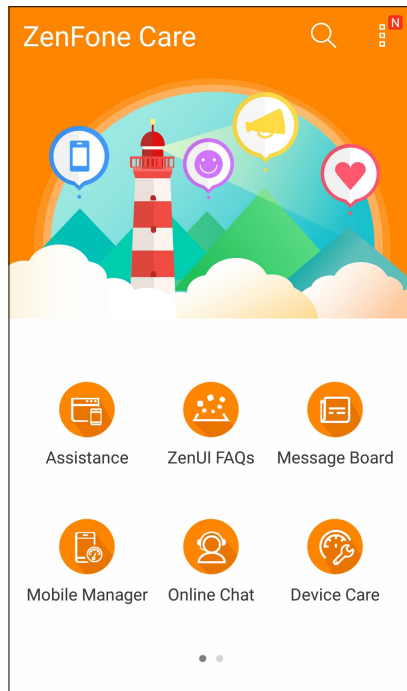 ZenFone Care
N
Assistance
ZenUI FAQs
Message Board
Mobile Manager
Online Chat
Device Care